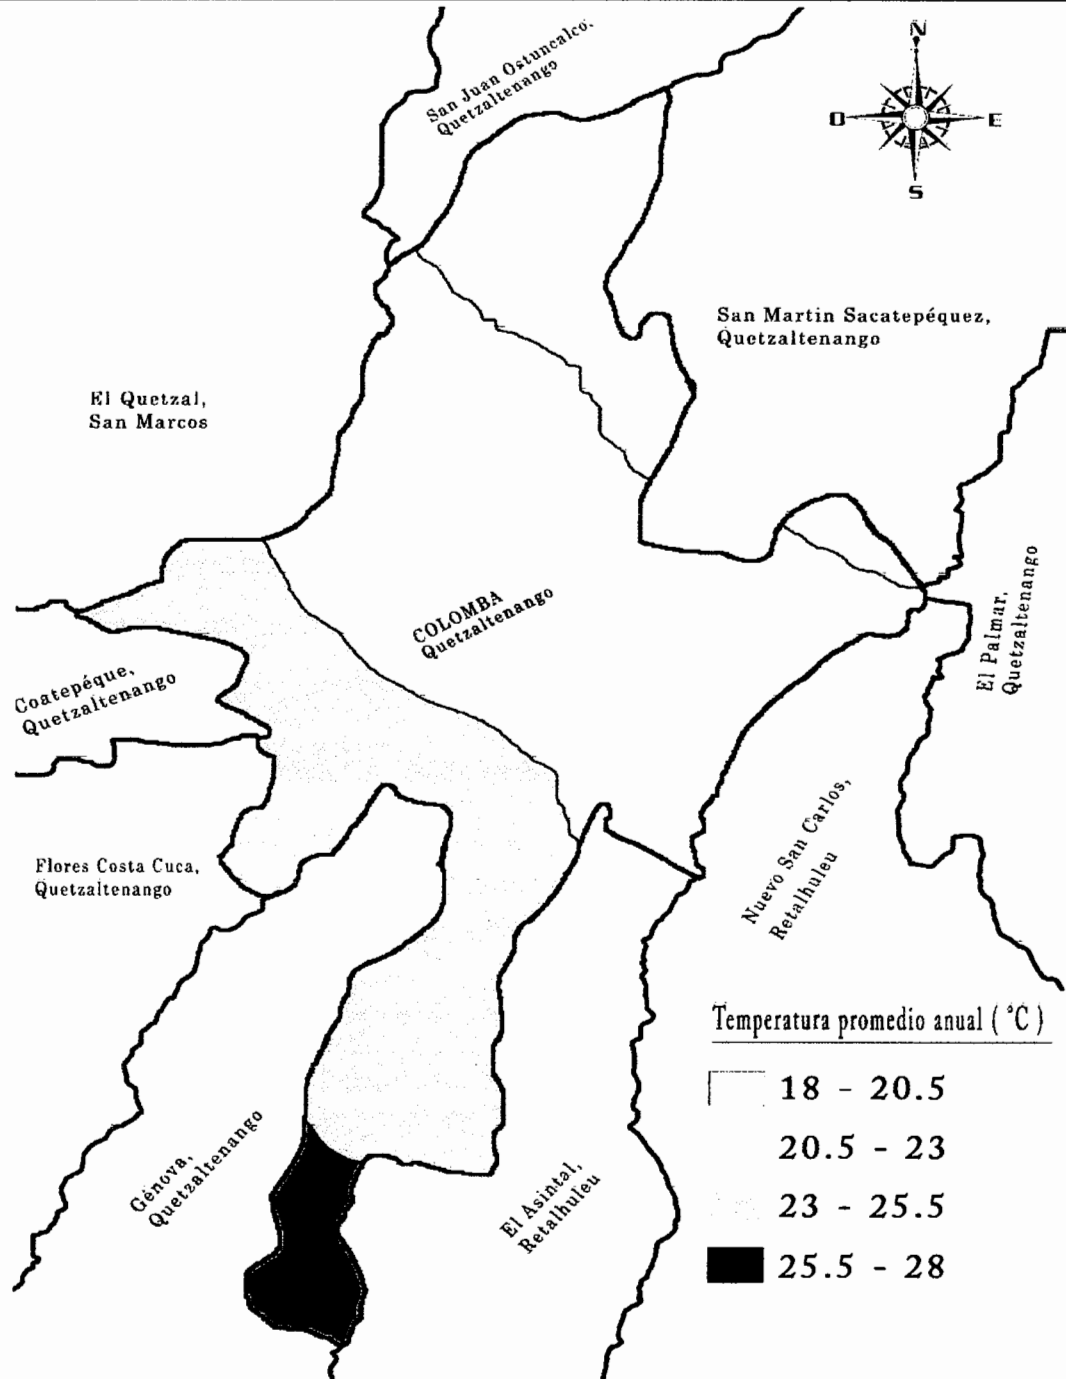 San Juan Ostuncalco.
Quetzaltenango
N
O
E
S
San Martin Sacatepéquez,
Quetzaltenango
El Quetzal,
San Marcos
El Palmar,
Quetzaltenango
COLOMBA
Quetzaltenango
Coatepéque,
Quetzaltenango
Flores Costa Cuca,
Quetzaltenango
Nuevo San Carlos,
Retalhuleu
Génova,
Quetzaltenango
El Asintal,
Retalhuleu
Temperatura promedio anual ( °C )
18 - 20.5
20.5 - 23
23 - 25.5
25.5 - 28